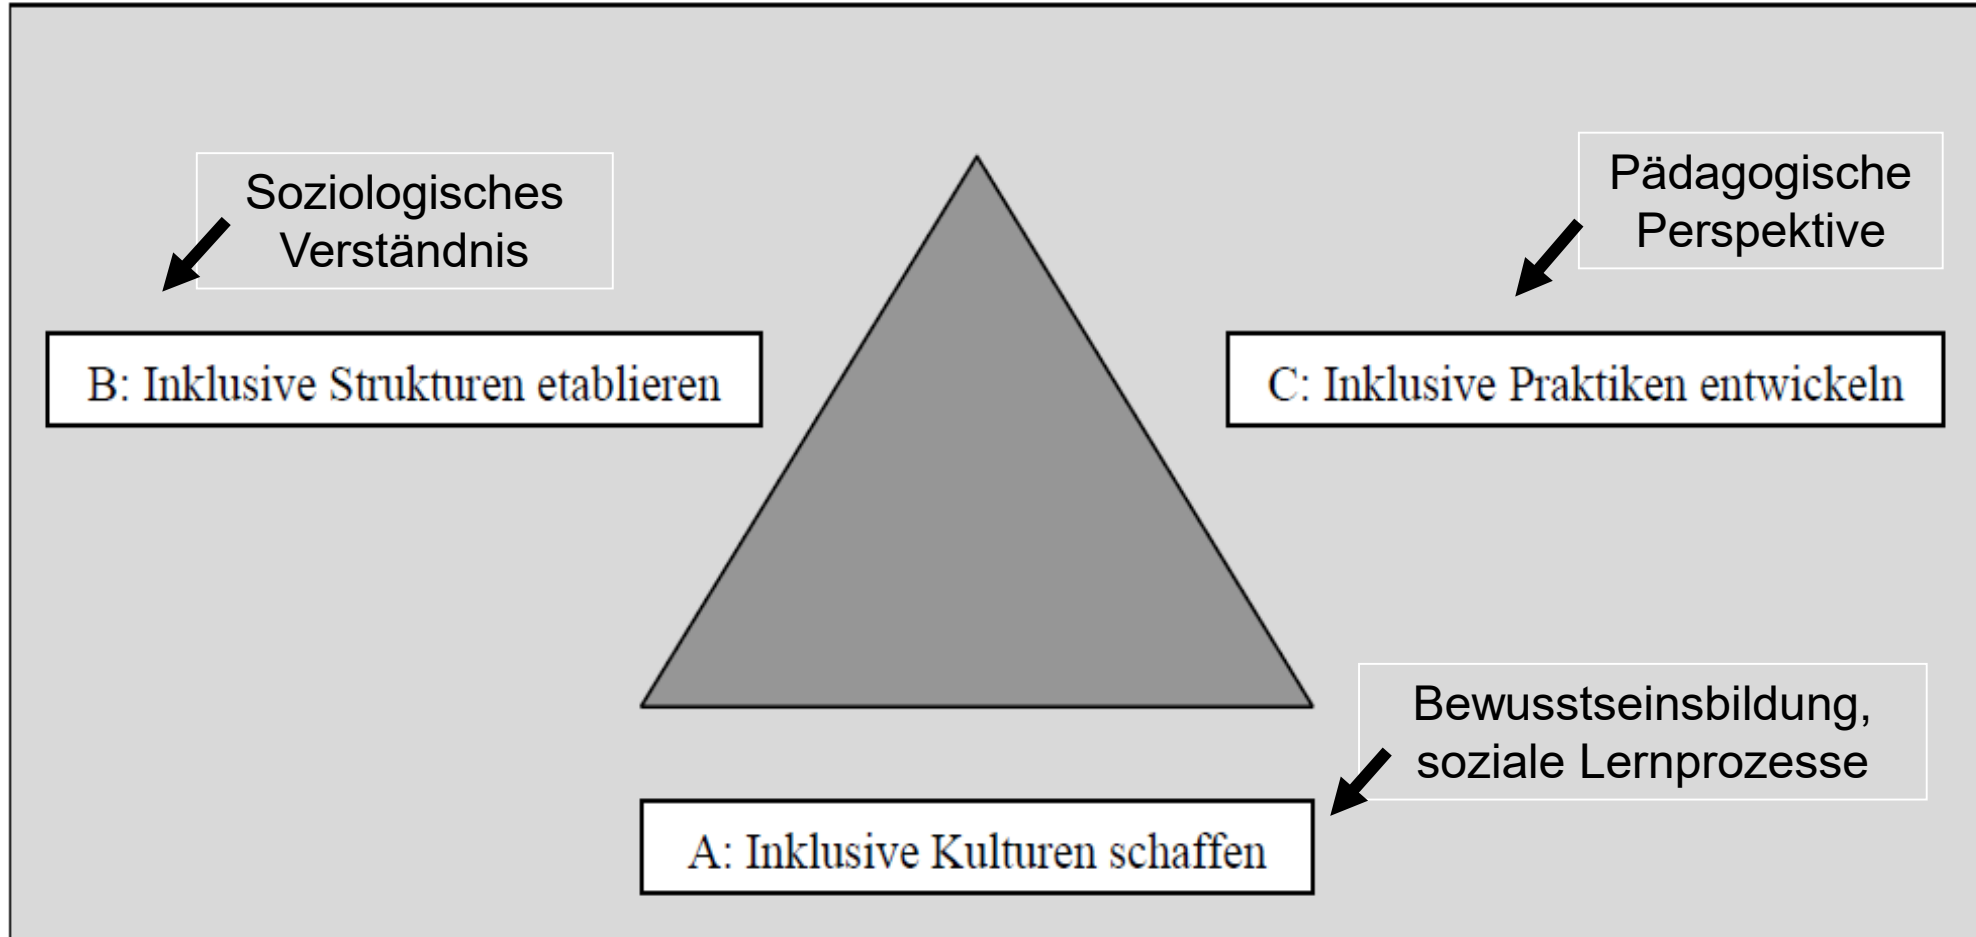 Soziologisches
Verständnis
Pädagogische
Perspektive
B: Inklusive Strukturen etablieren
C: Inklusive Praktiken entwickeln
Bewusstseinsbildung,
soziale Lernprozesse
A: Inklusive Kulturen schaffen